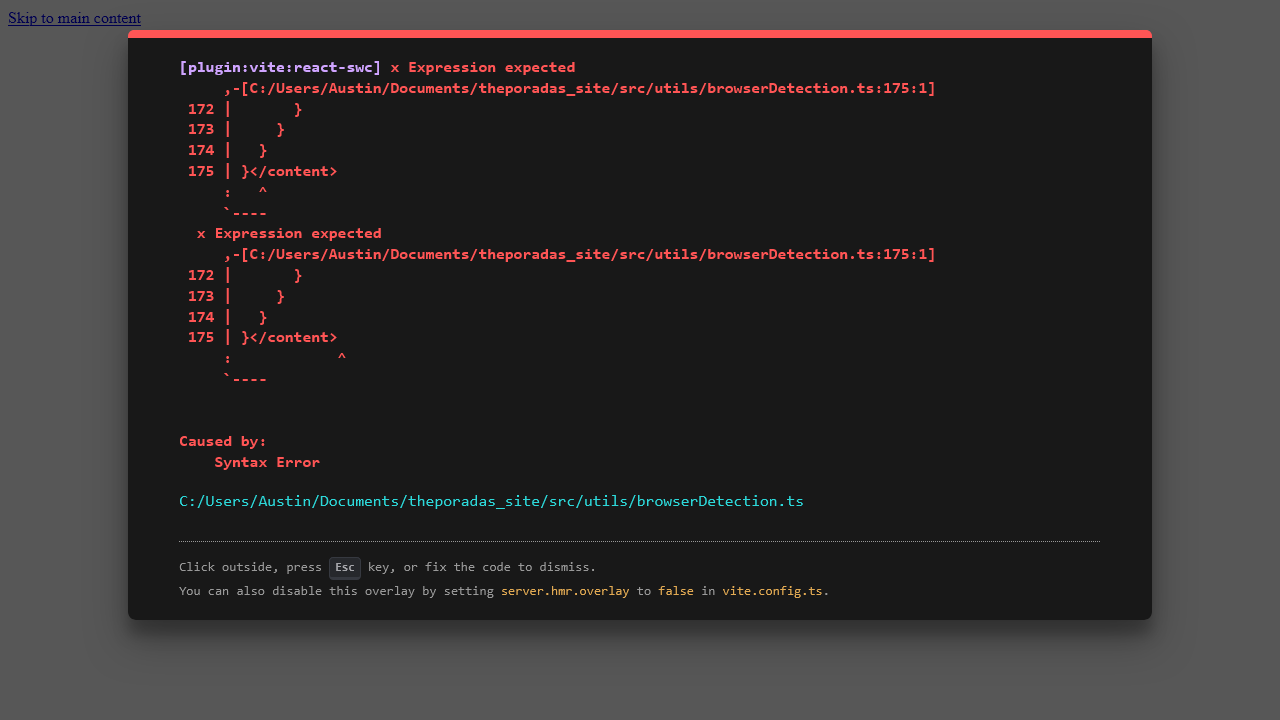 Skip to main content
[plugin:vite:react-swc] x Expression expected
     ,-[C:/Users/Austin/Documents/theporadas_site/src/utils/browserDetection.ts:175:1]
 172 |       }
 173 |     }
 174 |   }
 175 | }</content>
     :   ^
     `----
  x Expression expected
     ,-[C:/Users/Austin/Documents/theporadas_site/src/utils/browserDetection.ts:175:1]
 172 |       }
 173 |     }
 174 |   }
 175 | }</content>
     :            ^
     `----
Caused by:
    Syntax Error
C:/Users/Austin/Documents/theporadas_site/src/utils/browserDetection.ts
Click outside, press Esc key, or fix the code to dismiss.
You can also disable this overlay by setting server.hmr.overlay to false in vite.config.ts.